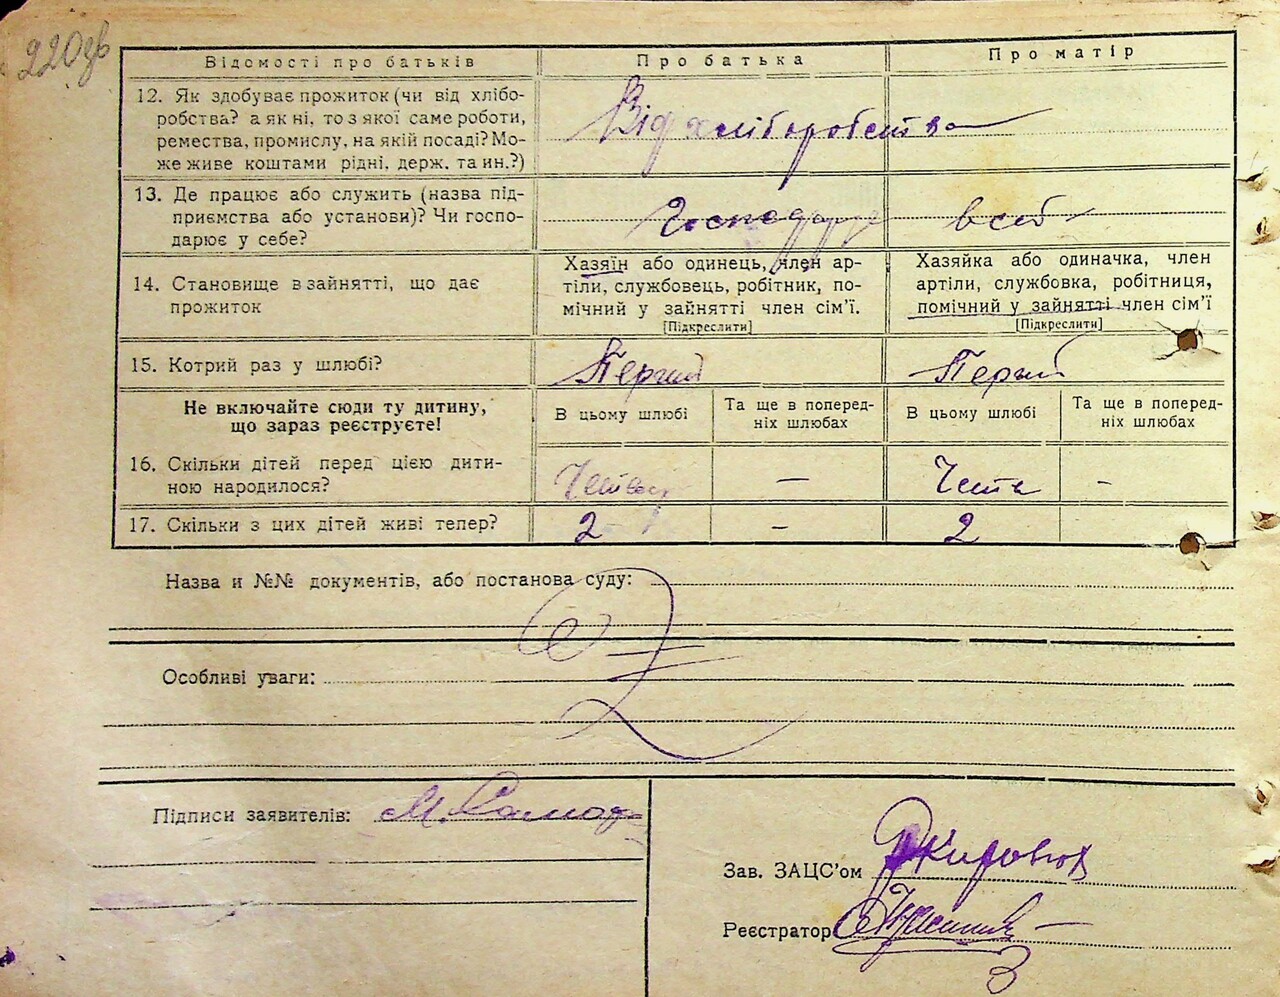 220зв
Відомості про батьків Про батька Про матір
12. Як здобуває прожиток (чи від хлібо-
робства? а як ні, то з якої саме роботи,
ремества, промислу, на якій посаді? Мо-
же живе коштами рідні, держ. та ин.?)
Від хліборобства
13. Де працює або служить (назва під-
приємства або установи)? Чи госпо-
дарює у себе?
Господарує в себе
14. Становище в зайнятті, що дає
прожиток
Хазяїн або одинець, член ар-
тіли, службовець, робітник, по-
мічний у зайнятті член сім'ї.
[Підкреслити]
Хазяйка або одиначка, член
артіли, службовка, робітниця,
помічний у зайнятті член сім'ї
[Підкреслити]
15. Котрий раз у шлюбі? Перший Перший
Не включайте сюди ту дитину,
що зараз реєструєте!
В цьому шлюбі
Та ще в поперед-
ніх шлюбах
В цьому шлюбі
Та ще в поперед-
ніх шлюбах
16. Скільки дітей перед цією дити-
ною народилося?
— -
17. Скільки з цих дітей живі тепер? 2 - 2
Назва и №№ документів, або постанова суду:
Особливі уваги:
Підписи заявителів: М.
Зав. ЗАЦС'ом
Реєстратор